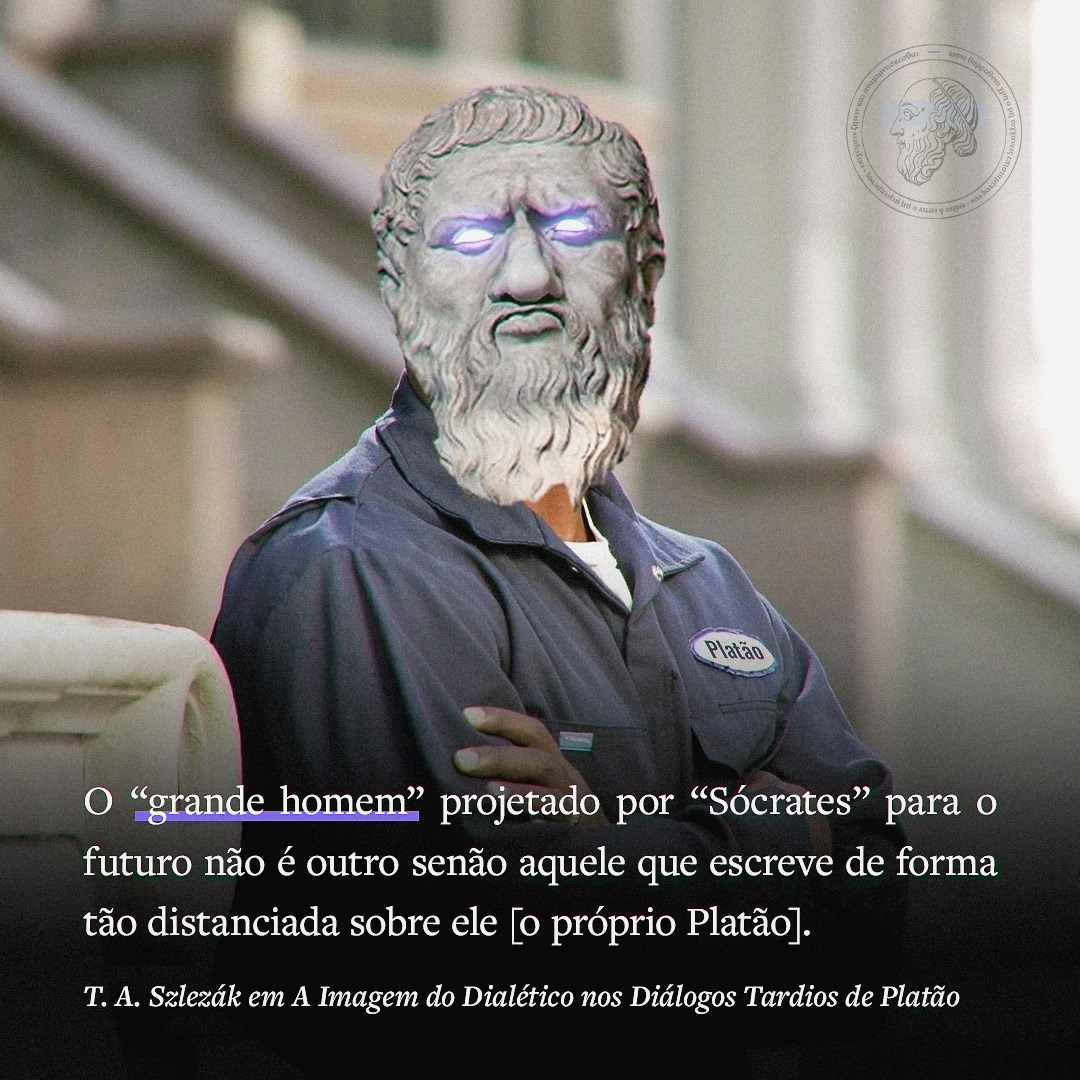 Platão
O “grande homem” projetado por “Sócrates” para o
futuro não é outro senão aquele que escreve de forma
tão distanciada sobre ele [o próprio Platão].
T. A. Szlezák em A Imagem do Dialético nos Diálogos Tardios de Platão